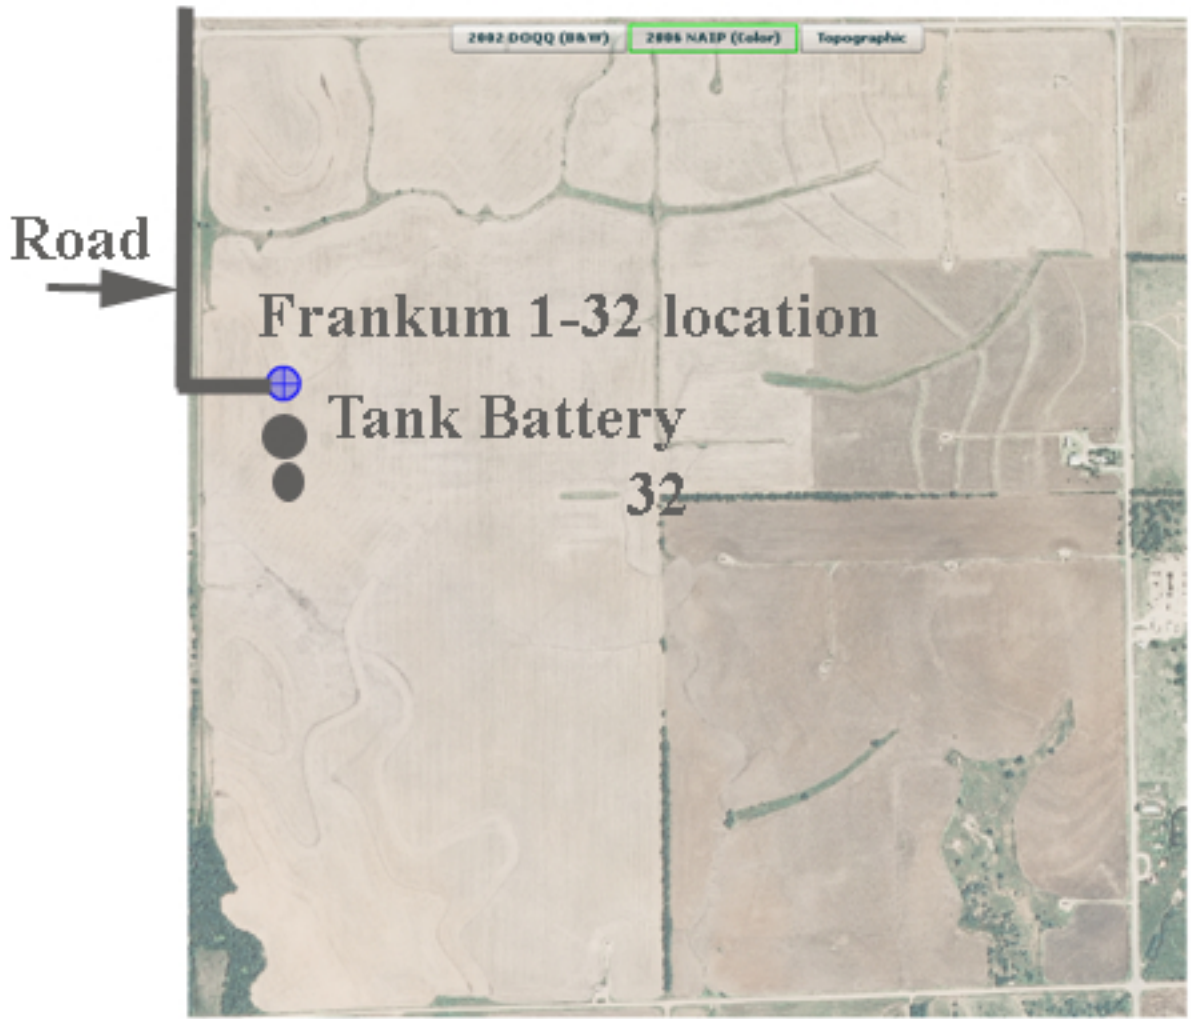 2002 DOQQ (B&W) 2006 NAIP (Color) Topographic
Road
Frankum 1-32 location
Tank Battery
32